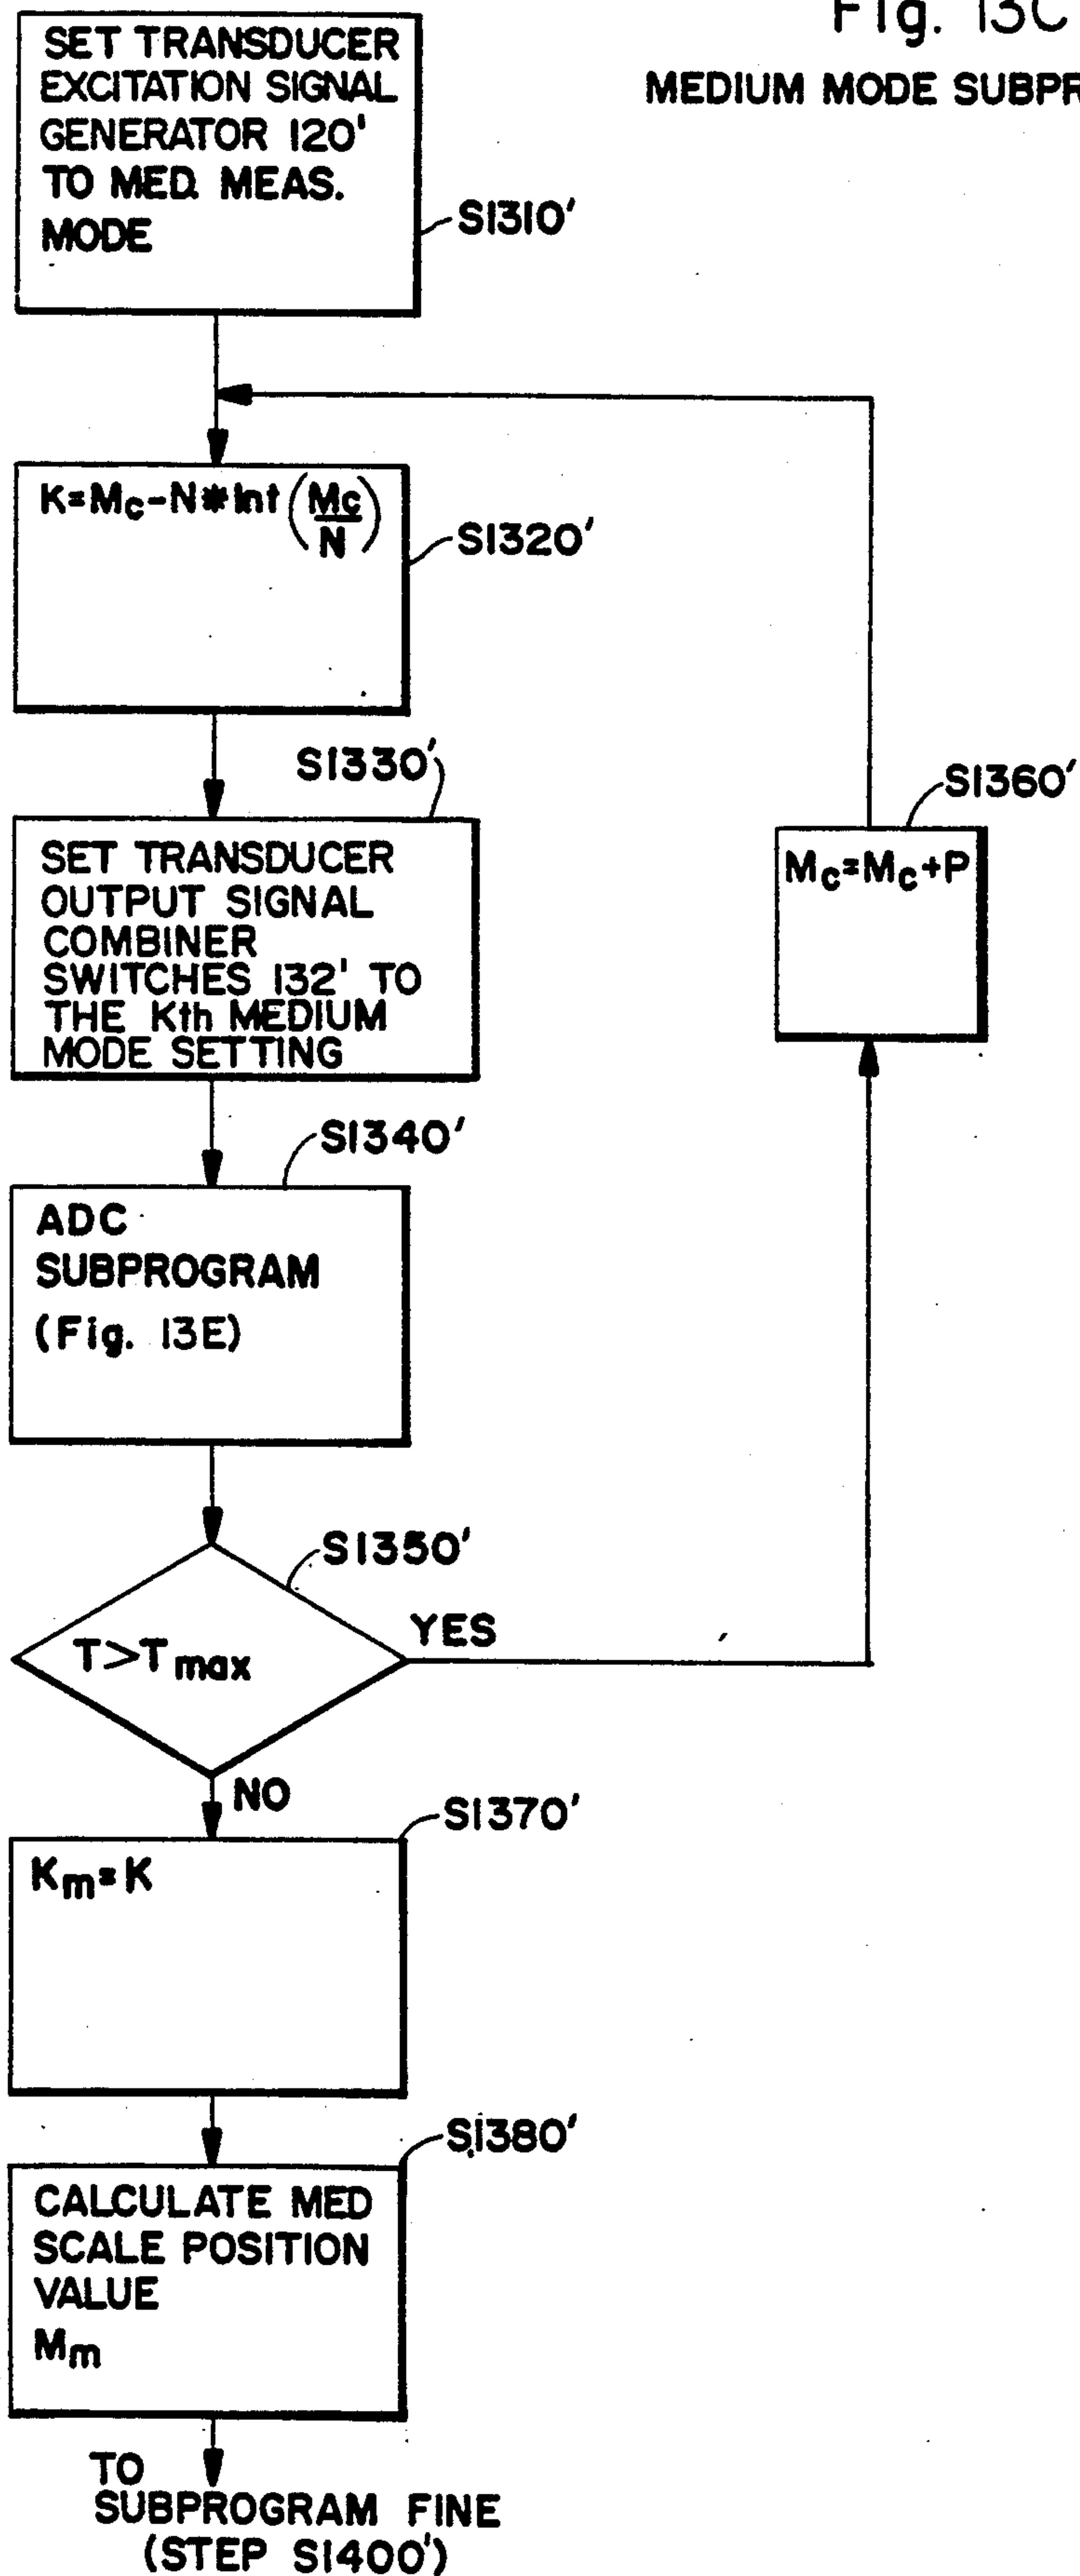 Fig. 13C
MEDIUM MODE SUBPR
SET TRANSDUCER
EXCITATION SIGNAL
GENERATOR 120'
TO MED. MEAS.
MODE
S1310'
K=Mc-N*Int(Mc/N)
S1320'
S1330'
SET TRANSDUCER
OUTPUT SIGNAL
COMBINER
SWITCHES 132' TO
THE Kth MEDIUM
MODE SETTING
S1360'
Mc=Mc+P
S1340'
ADC
SUBPROGRAM
(Fig. 13E)
S1350'
T>Tmax
YES
NO
S1370'
Km=K
S1380'
CALCULATE MED
SCALE POSITION
VALUE
Mm
TO
SUBPROGRAM FINE
(STEP S1400')